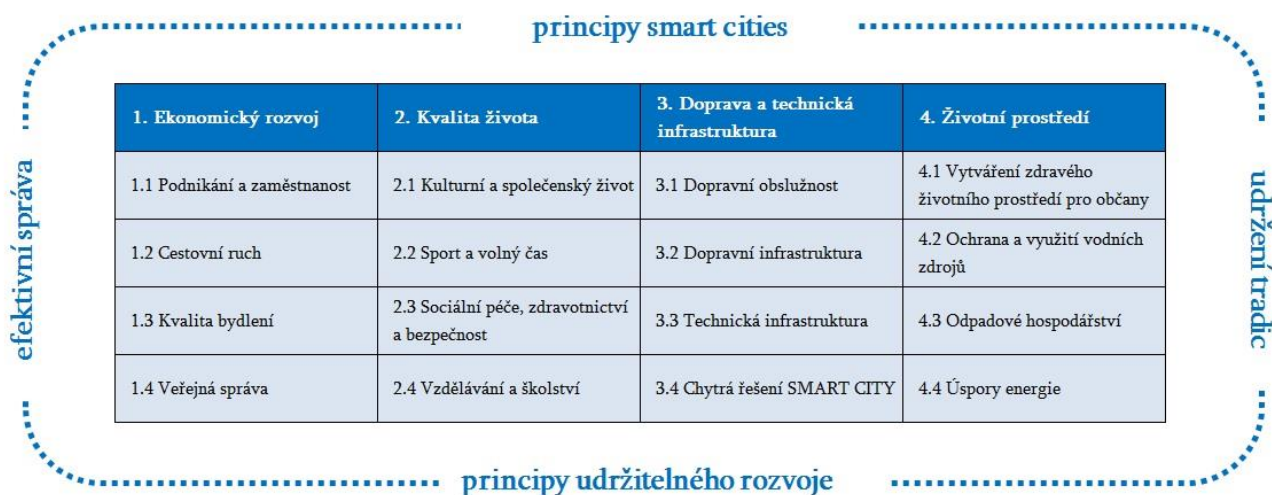 principy smart cities
efektivní správa
udržení tradic
1. Ekonomický rozvoj
2. Kvalita života
3. Doprava a technická
infrastruktura
4. Životní prostředí
1.1 Podnikání a zaměstnanost
2.1 Kulturní a společenský život
3.1 Dopravní obslužnost
4.1 Vytváření zdravého
životního prostředí pro občany
1.2 Cestovní ruch
2.2 Sport a volný čas
3.2 Dopravní infrastruktura
4.2 Ochrana a využití vodních
zdrojů
1.3 Kvalita bydlení
2.3 Sociální péče, zdravotnictví
a bezpečnost
3.3 Technická infrastruktura
4.3 Odpadové hospodářství
1.4 Veřejná správa
2.4 Vzdělávání a školství
3.4 Chytrá řešení SMART CITY
4.4 Úspory energie
principy udržitelného rozvoje